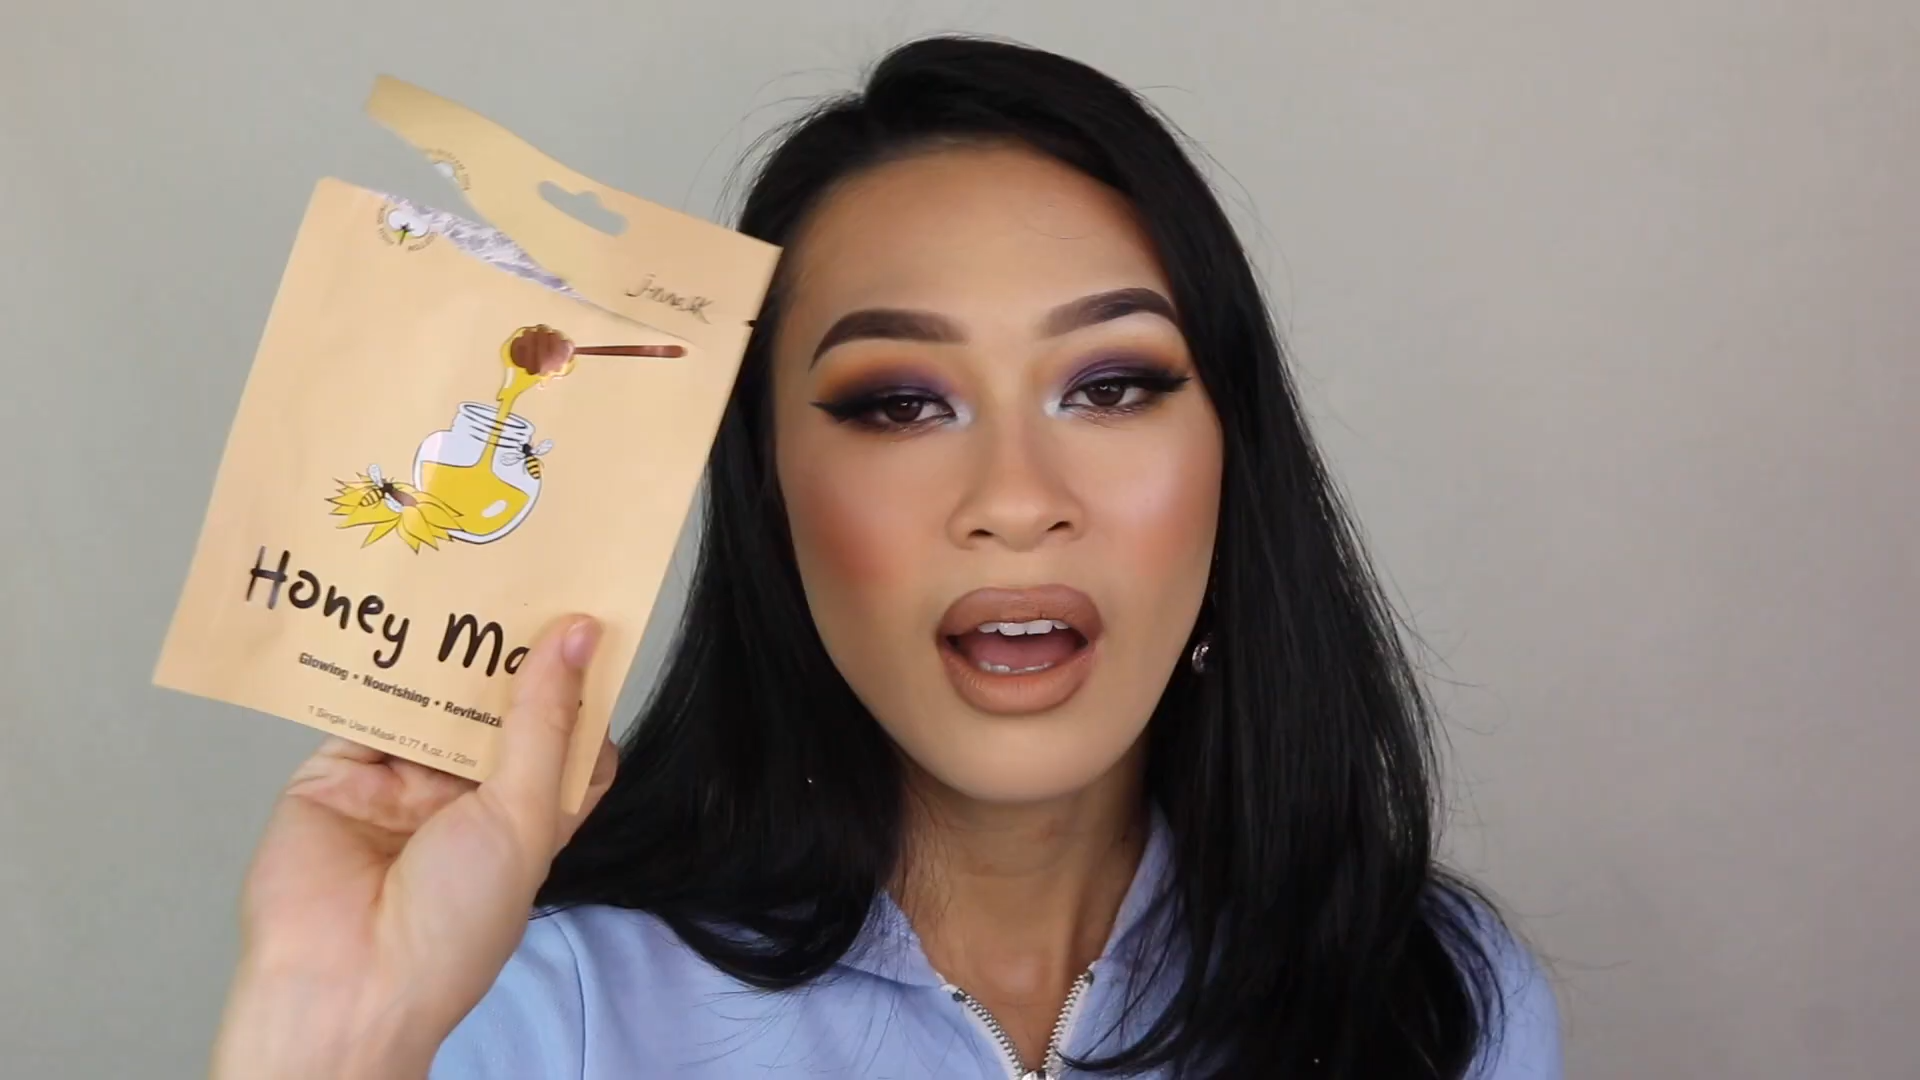 Honey Ma
Glowing • Nourishing • Revitalizi
1 Single Use Mask 0.77 fl.oz. / 23ml